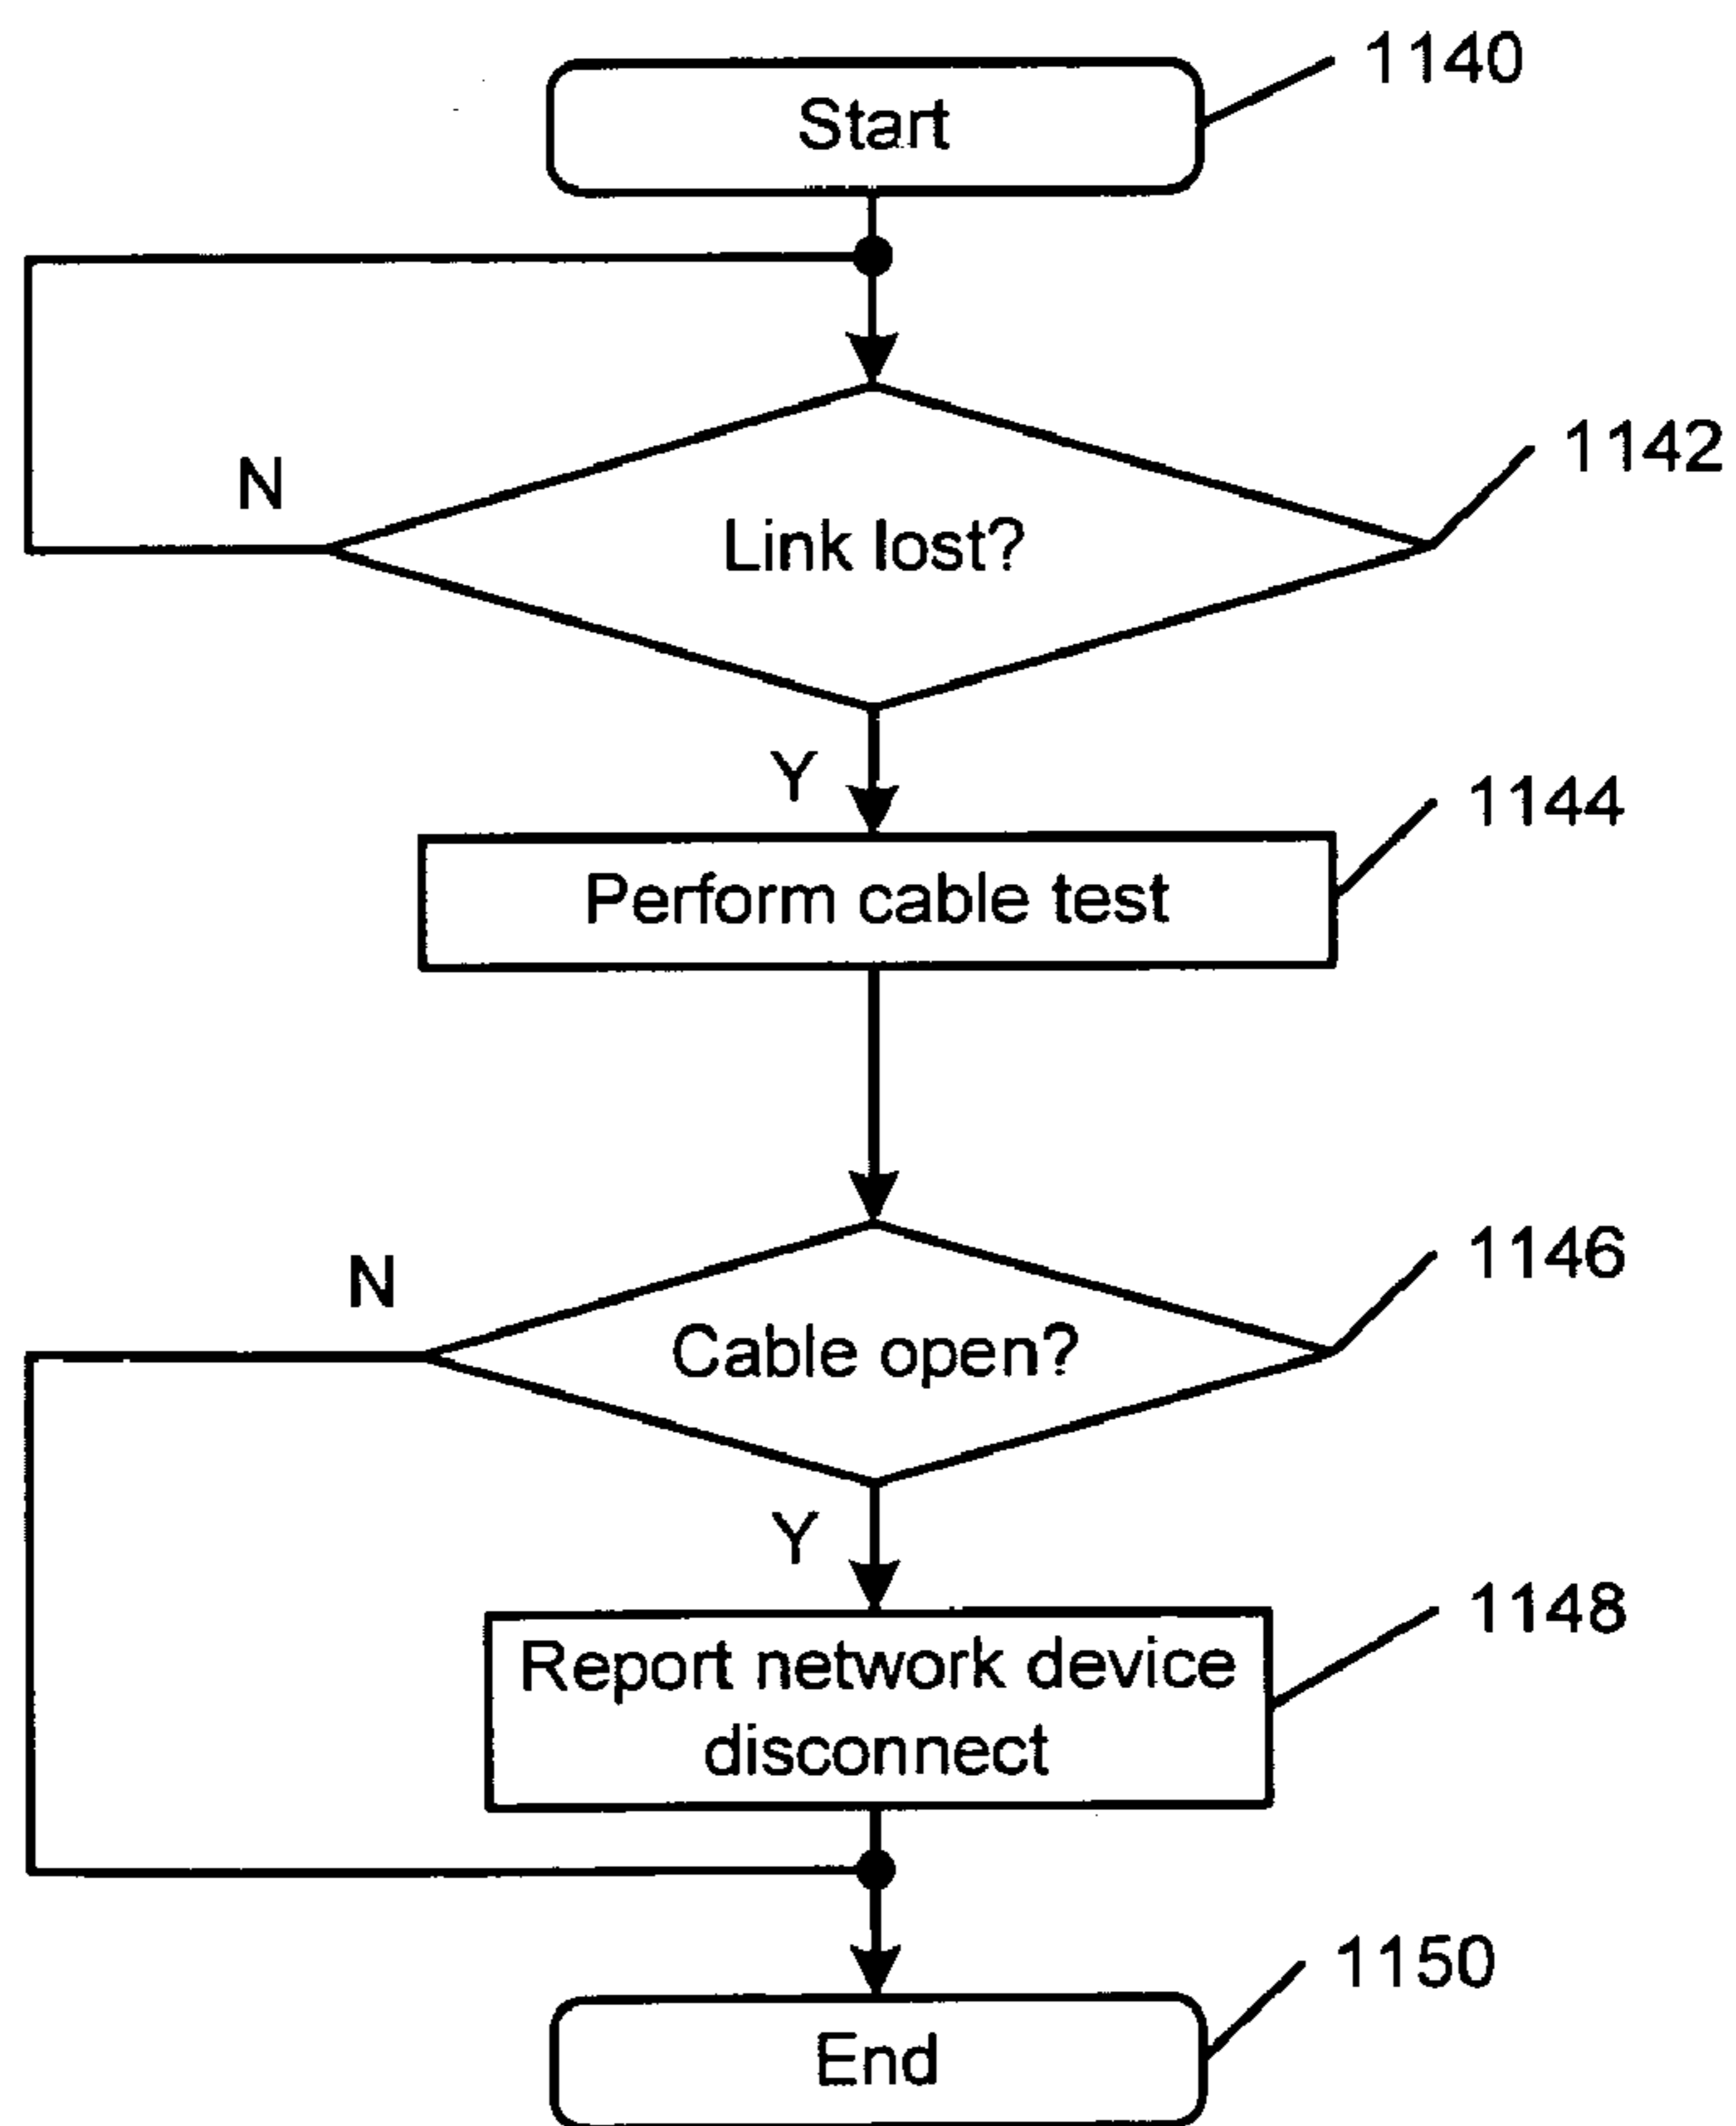 1140
Start
1142
N
Link lost?
Y
1144
Perform cable test
1146
N
Cable open?
Y
1148
Report network device
disconnect
1150
End